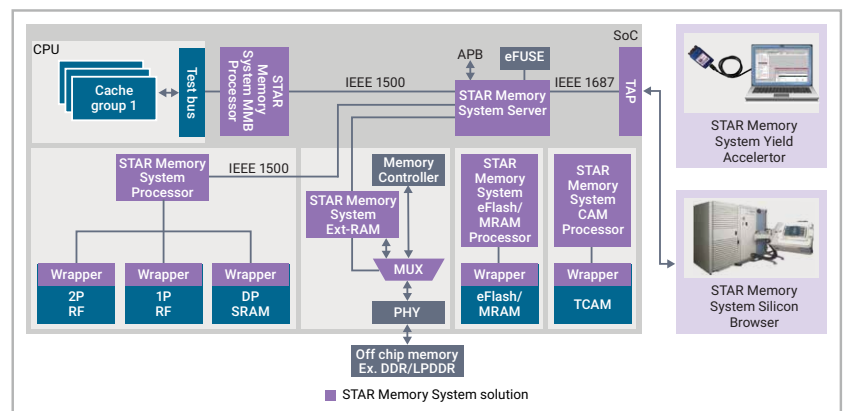 SoC
CPU
Cache
group 1
Test bus
STAR
Memory
System MMB
Processor
IEEE 1500
APB
eFUSE
STAR Memory
System Server
IEEE 1687
TAP
STAR Memory
System Yield
Accelertor
STAR Memory
System Silicon
Browser
STAR Memory
System
Processor
IEEE 1500
Wrapper
2P
RF
Wrapper
1P
RF
Wrapper
DP
SRAM
Memory
Controller
STAR Memory
System
Ext-RAM
MUX
PHY
Off chip memory
Ex. DDR/LPDDR
STAR
Memory
System
eFlash/
MRAM
Processor
Wrapper
eFlash/
MRAM
STAR
Memory
System
CAM
Processor
Wrapper
TCAM
STAR Memory System solution